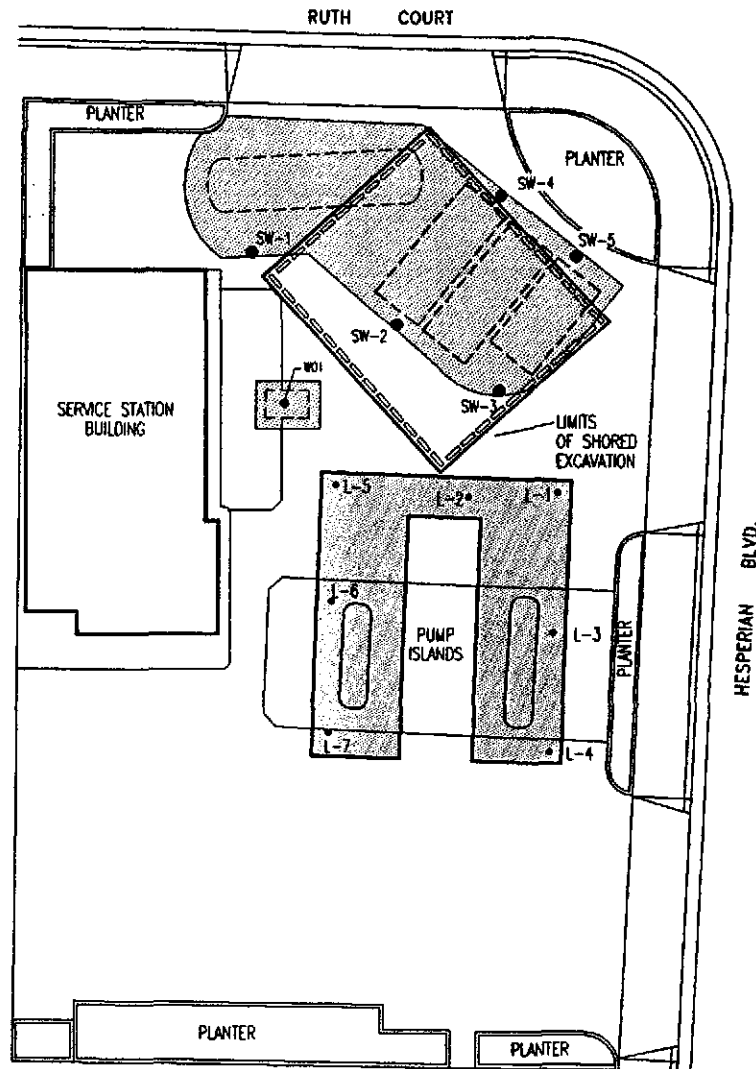 RUTH COURT
PLANTER
PLANTER
SW-4
SW-1
SW-5
SW-2
WO1
SW-3
SERVICE STATION
BUILDING
LIMITS
OF SHORED
EXCAVATION
L-5
L-2
L-1
HESPERIAN BLVD.
L-6
L-3
PUMP
ISLANDS
PLANTER
L-7
L-4
PLANTER
PLANTER